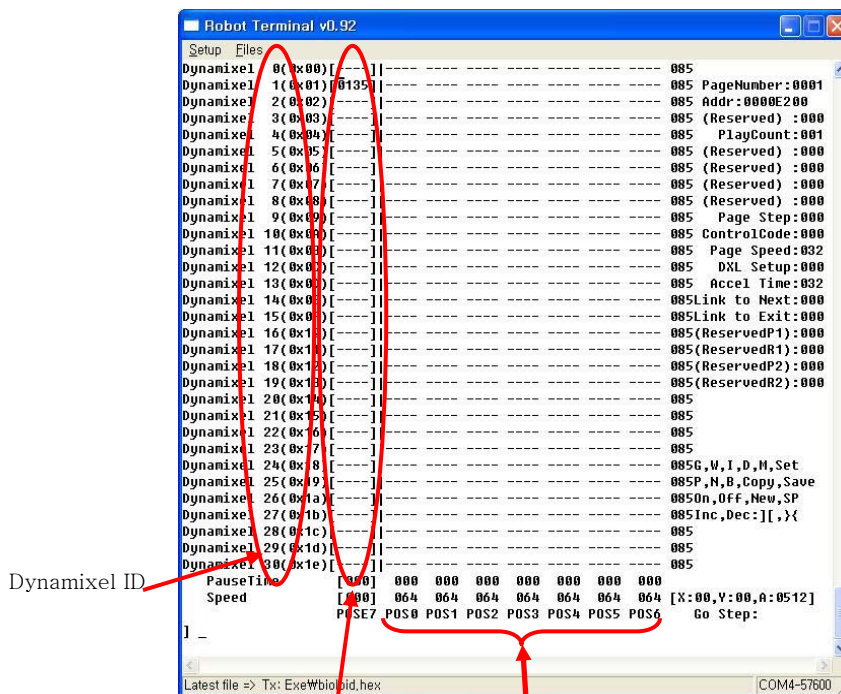 Robot Terminal v0.92
Setup Files
Dynamixel 0(0x00)[----]|---- ---- ---- ---- ---- ---- ---- 085
Dynamixel 1(0x01)[0135]|---- ---- ---- ---- ---- ---- ---- 085 PageNumber:0001
Dynamixel 2(0x02)[----]|---- ---- ---- ---- ---- ---- ---- 085 Addr:0000E200
Dynamixel 3(0x03)[----]|---- ---- ---- ---- ---- ---- ---- 085 (Reserved) :000
Dynamixel 4(0x04)[----]|---- ---- ---- ---- ---- ---- ---- 085 PlayCount:001
Dynamixel 5(0x05)[----]|---- ---- ---- ---- ---- ---- ---- 085 (Reserved) :000
Dynamixel 6(0x06)[----]|---- ---- ---- ---- ---- ---- ---- 085 (Reserved) :000
Dynamixel 7(0x07)[----]|---- ---- ---- ---- ---- ---- ---- 085 (Reserved) :000
Dynamixel 8(0x08)[----]|---- ---- ---- ---- ---- ---- ---- 085 (Reserved) :000
Dynamixel 9(0x09)[----]|---- ---- ---- ---- ---- ---- ---- 085 Page Step:000
Dynamixel 10(0x0A)[----]|---- ---- ---- ---- ---- ---- ---- 085 ControlCode:000
Dynamixel 11(0x0B)[----]|---- ---- ---- ---- ---- ---- ---- 085 Page Speed:032
Dynamixel 12(0x0C)[----]|---- ---- ---- ---- ---- ---- ---- 085 DXL Setup:000
Dynamixel 13(0x0D)[----]|---- ---- ---- ---- ---- ---- ---- 085 Accel Time:032
Dynamixel 14(0x0E)[----]|---- ---- ---- ---- ---- ---- ---- 085Link to Next:000
Dynamixel 15(0x0F)[----]|---- ---- ---- ---- ---- ---- ---- 085Link to Exit:000
Dynamixel 16(0x10)[----]|---- ---- ---- ---- ---- ---- ---- 085(ReservedP1):000
Dynamixel 17(0x11)[----]|---- ---- ---- ---- ---- ---- ---- 085(ReservedR1):000
Dynamixel 18(0x12)[----]|---- ---- ---- ---- ---- ---- ---- 085(ReservedP2):000
Dynamixel 19(0x13)[----]|---- ---- ---- ---- ---- ---- ---- 085(ReservedR2):000
Dynamixel 20(0x14)[----]|---- ---- ---- ---- ---- ---- ---- 085
Dynamixel 21(0x15)[----]|---- ---- ---- ---- ---- ---- ---- 085
Dynamixel 22(0x16)[----]|---- ---- ---- ---- ---- ---- ---- 085
Dynamixel 23(0x17)[----]|---- ---- ---- ---- ---- ---- ---- 085
Dynamixel 24(0x18)[----]|---- ---- ---- ---- ---- ---- ---- 085G,W,I,D,M,Set
Dynamixel 25(0x19)[----]|---- ---- ---- ---- ---- ---- ---- 085P,N,B,Copy,Save
Dynamixel 26(0x1a)[----]|---- ---- ---- ---- ---- ---- ---- 085On,Off,New,SP
Dynamixel 27(0x1b)[----]|---- ---- ---- ---- ---- ---- ---- 085Inc,Dec:][,}{
Dynamixel 28(0x1c)[----]|---- ---- ---- ---- ---- ---- ---- 085
Dynamixel 29(0x1d)[----]|---- ---- ---- ---- ---- ---- ---- 085
Dynamixel 30(0x1e)[----]|---- ---- ---- ---- ---- ---- ---- 085
Dynamixel ID
PauseTime [000] 000 000 000 000 000 000 000
Speed [000] 064 064 064 064 064 064 064 [X:00,Y:00,A:0512]
POSE7 POS0 POS1 POS2 POS3 POS4 POS5 POS6 Go Step:
] _
Latest file => Tx: Exe₩bioloid,hex COM4-57600